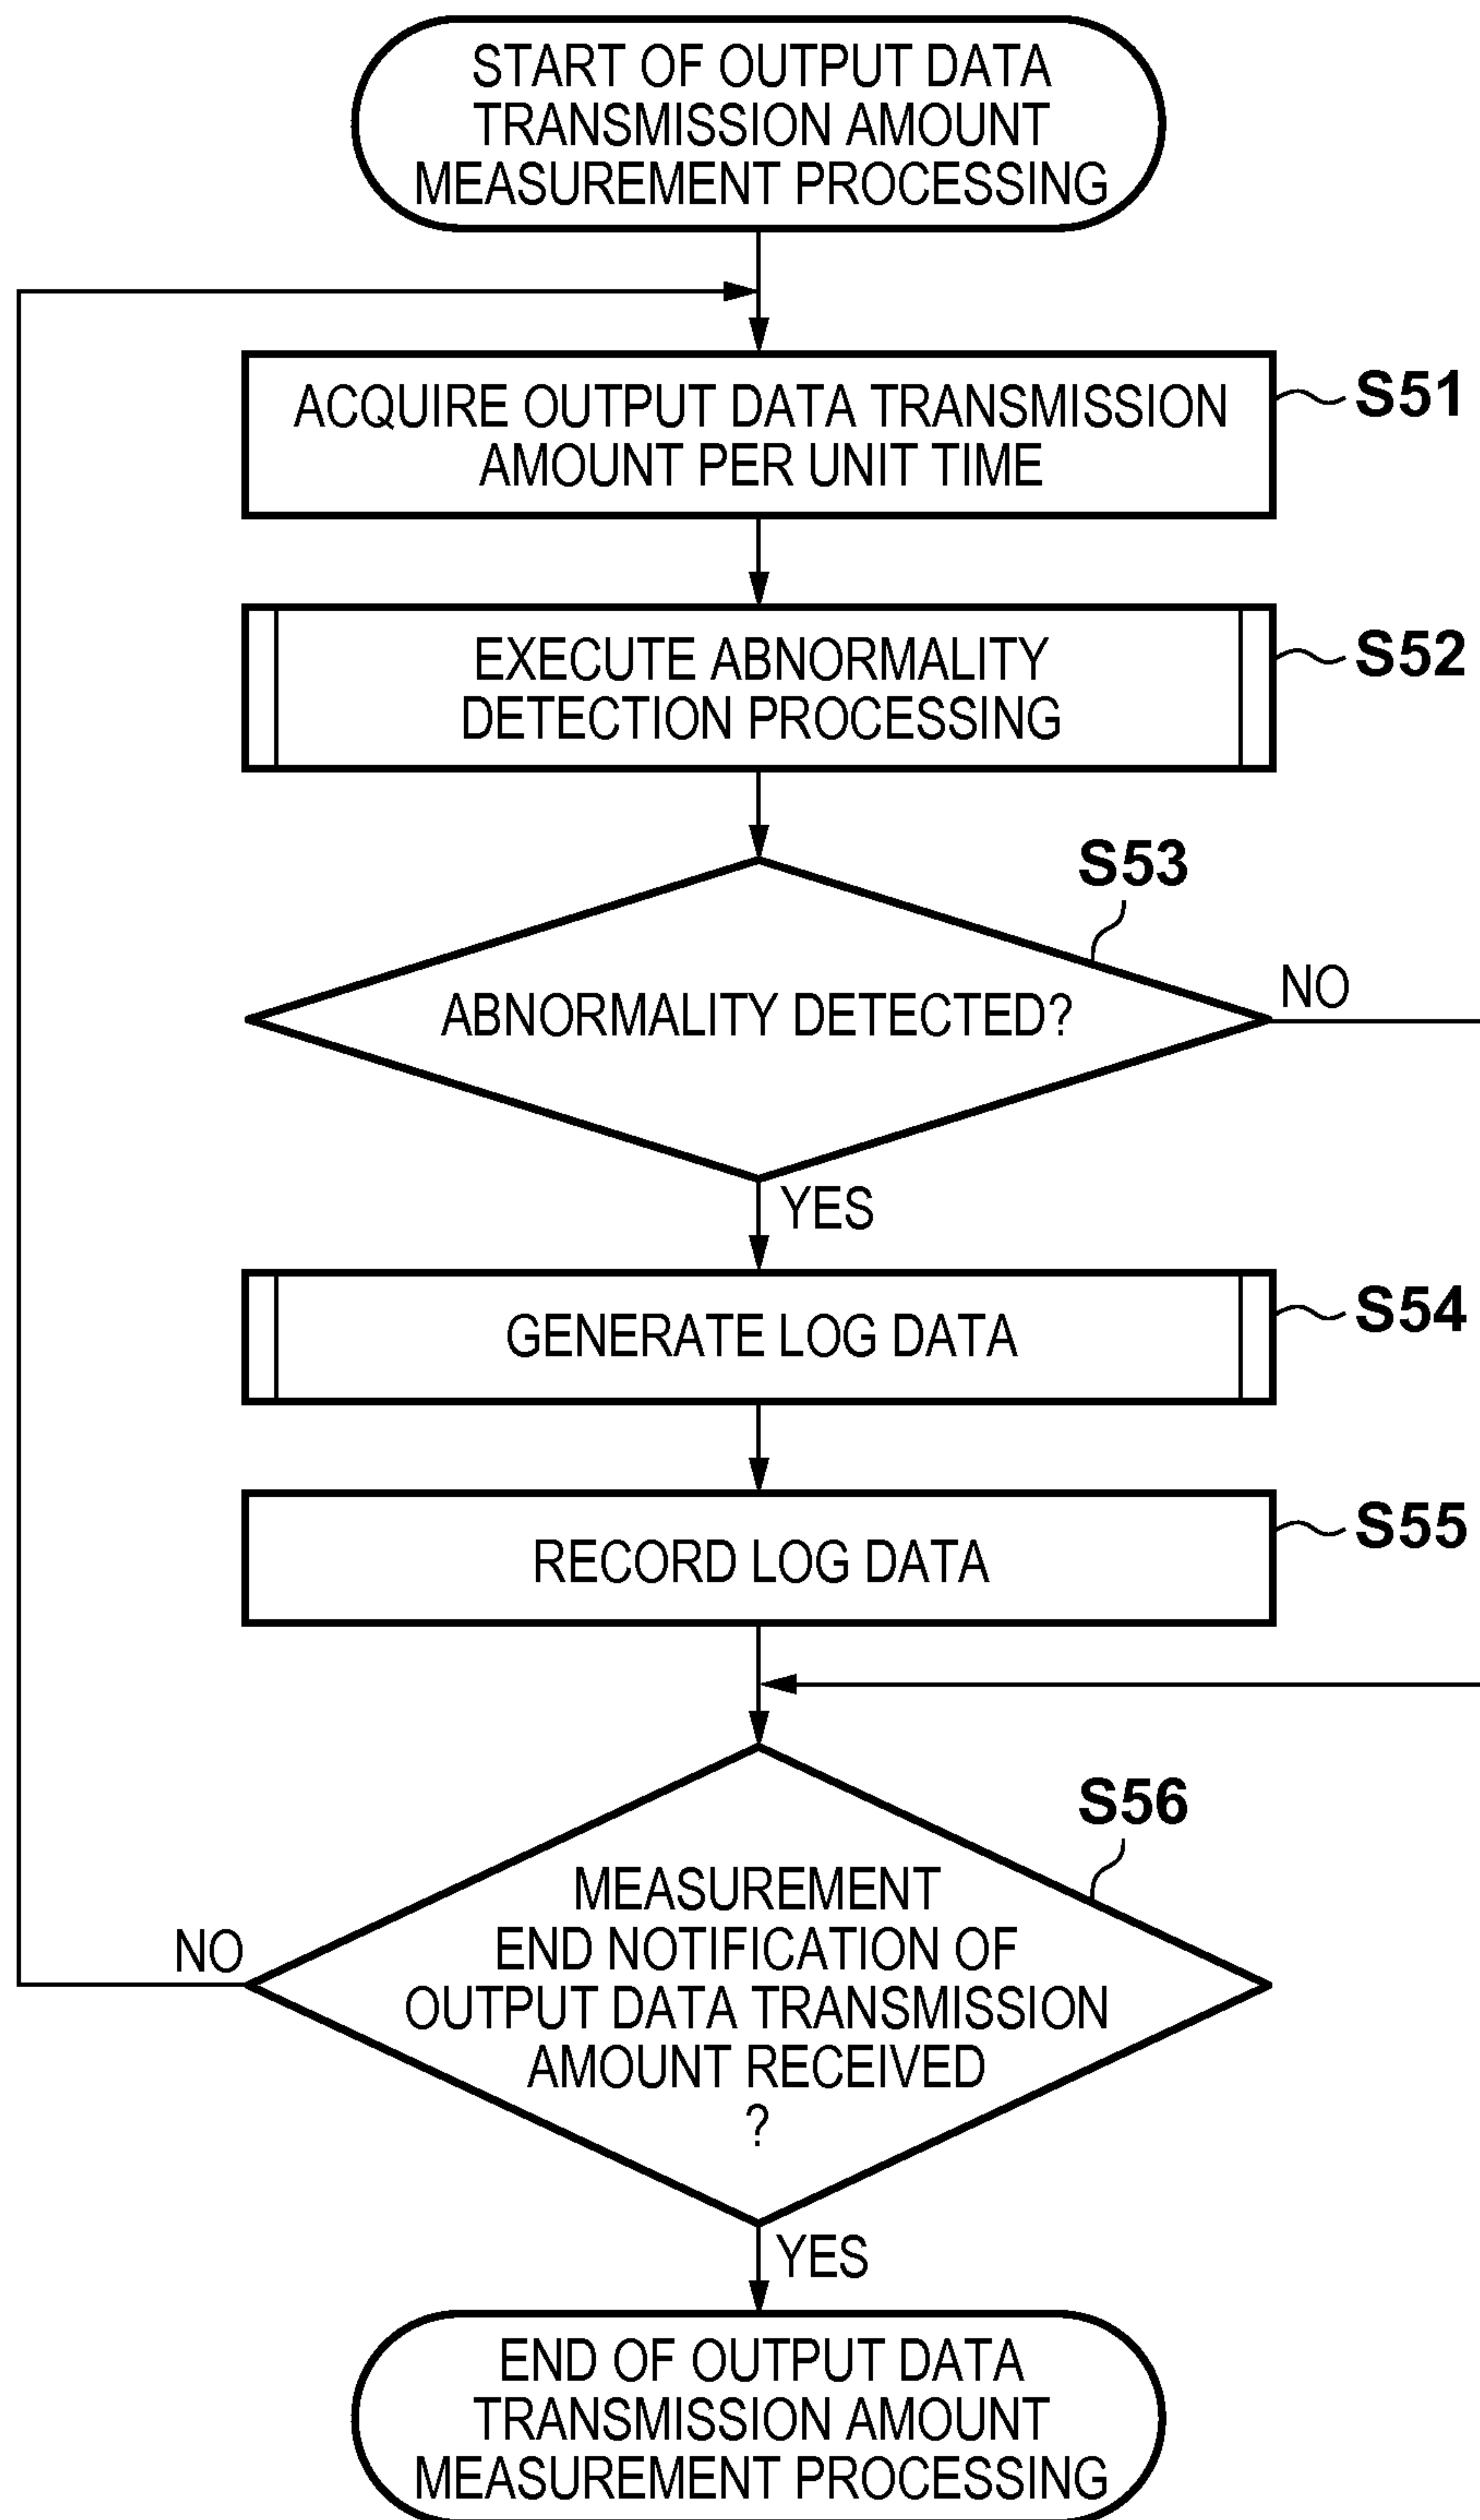 START OF OUTPUT DATA
TRANSMISSION AMOUNT
MEASUREMENT PROCESSING
ACQUIRE OUTPUT DATA TRANSMISSION
AMOUNT PER UNIT TIME
S51
EXECUTE ABNORMALITY
DETECTION PROCESSING
S52
S53
ABNORMALITY DETECTED?
NO
YES
GENERATE LOG DATA
S54
RECORD LOG DATA
S55
S56
MEASUREMENT
END NOTIFICATION OF
OUTPUT DATA TRANSMISSION
AMOUNT RECEIVED
?
NO
YES
END OF OUTPUT DATA
TRANSMISSION AMOUNT
MEASUREMENT PROCESSING